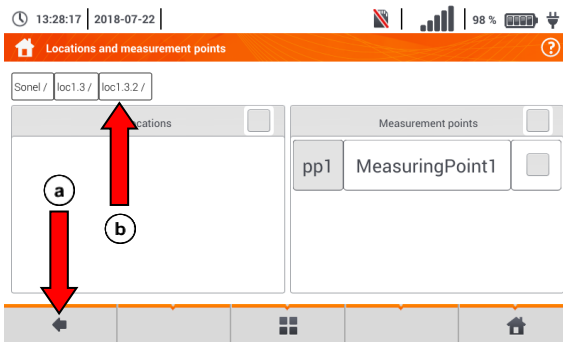 13:28:17 2018-07-22 98 %
Locations and measurement points ?
Sonel / loc1.3 / loc1.3.2 /
cations Measurement points
pp1 MeasuringPoint1
a
b